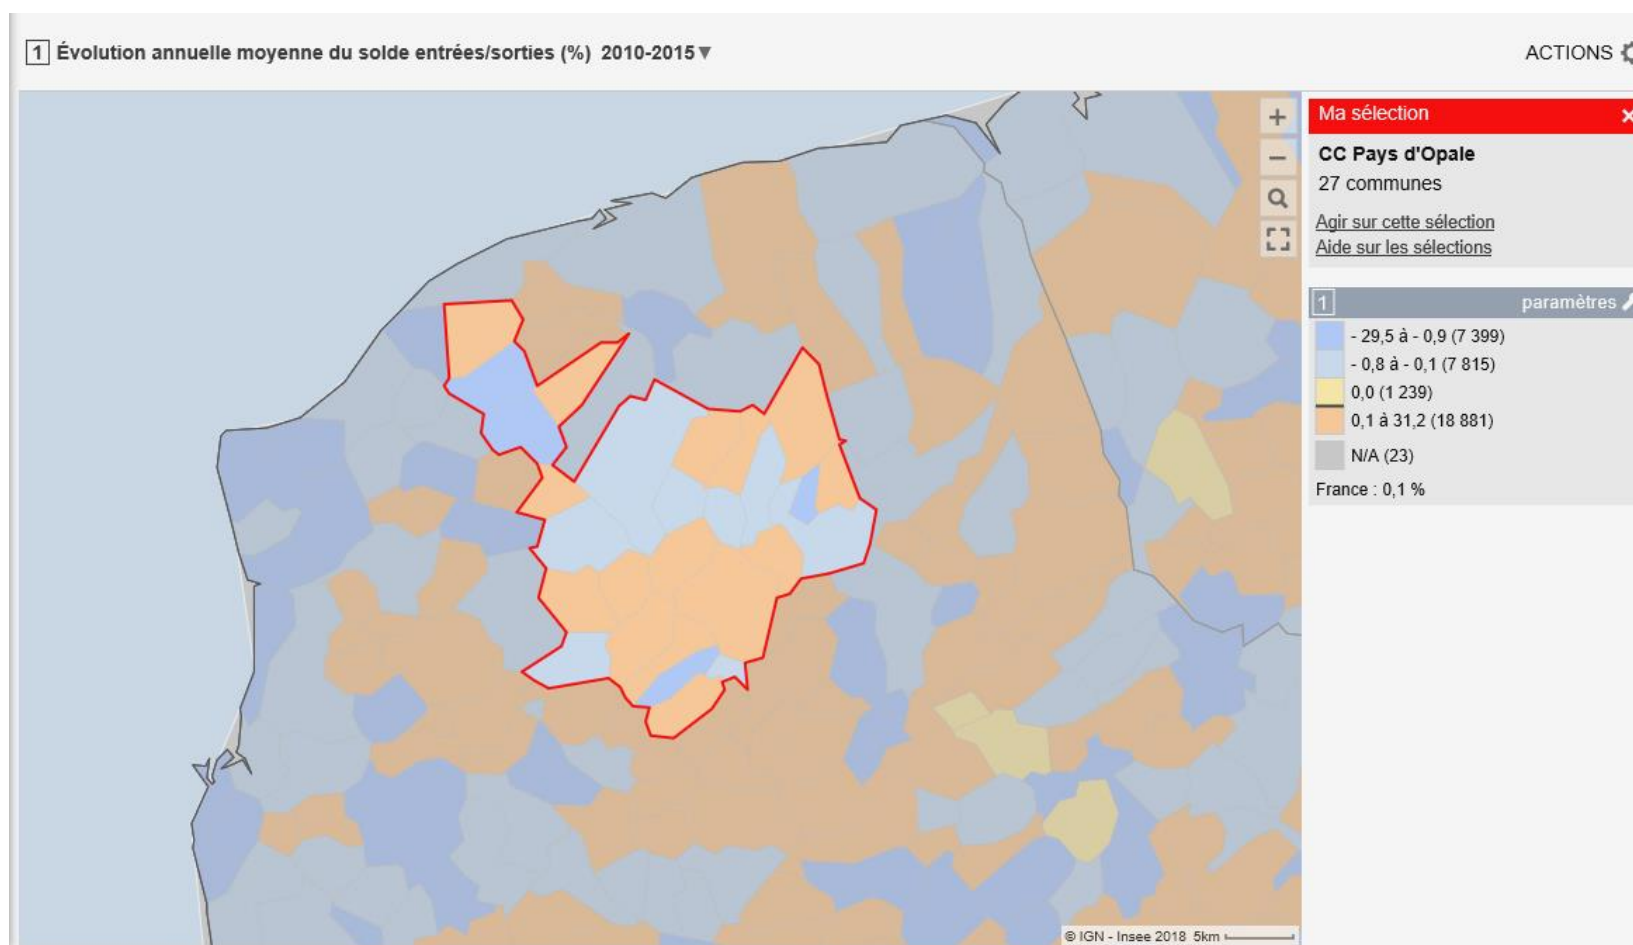 1 Évolution annuelle moyenne du solde entrées/sorties (%) 2010-2015▼
ACTIONS
+
−
Ma sélection ×
CC Pays d'Opale
27 communes
Agir sur cette sélection
Aide sur les sélections
1 paramètres
- 29,5 à - 0,9 (7 399)
- 0,8 à - 0,1 (7 815)
0,0 (1 239)
0,1 à 31,2 (18 881)
N/A (23)
France : 0,1 %
© IGN - Insee 2018 5km